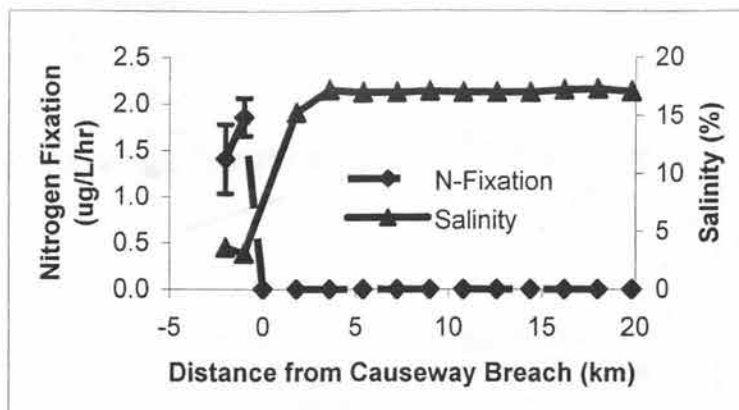 Nitrogen Fixation
(ug/L/hr)
2.5
2.0
1.5
1.0
0.5
0.0
20
15
10
5
0
Salinity (%)
N-Fixation
Salinity
-5 0 5 10 15 20
Distance from Causeway Breach (km)